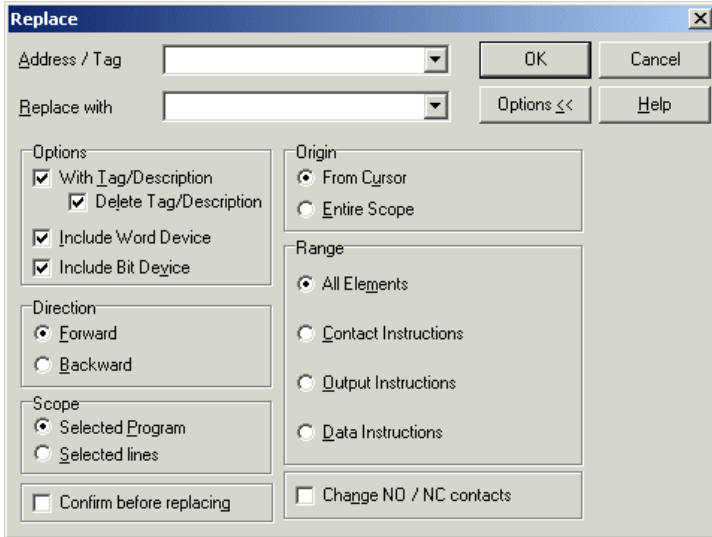 Replace
Address / Tag
OK
Cancel
Replace with
Options <<
Help
Options
With Tag/Description
Delete Tag/Description
Include Word Device
Include Bit Device
Direction
Forward
Backward
Scope
Selected Program
Selected lines
Confirm before replacing
Origin
From Cursor
Entire Scope
Range
All Elements
Contact Instructions
Output Instructions
Data Instructions
Change NO / NC contacts